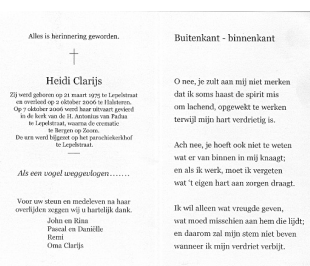 Alles is herinnering geworden.
Heidi Clarijs
Zij werd geboren op 21 maart 1975 te Lepelstraat
en overleed op 2 oktober 2006 te Halsteren.
Op 7 oktober 2006 werd haar uitvaart gevierd
in de kerk van de H. Antonius van Padua
te Lepelstraat, waarna de crematie
te Bergen op Zoom.
De urn werd bijgezet op het parochiekerkhof
te Lepelstraat.
Als een vogel weggevlogen…….
Voor uw steun en medeleven na haar
overlijden zeggen wij u hartelijk dank.
John en Rina
Pascal en Daniëlle
Remi
Oma Clarijs
Buitenkant - binnenkant
O nee, je zult aan mij niet merken
dat ik soms haast de spirit mis
om lachend, opgewekt te werken
terwijl mijn hart verdrietig is.
Ach nee, je hoeft ook niet te weten
wat er van binnen in mij knaagt;
en als ik werk, moet ik vergeten
wat 't eigen hart aan zorgen draagt.
Ik wil alleen wat vreugde geven,
wat moed misschien aan hem die lijdt;
en daarom zal mijn stem niet beven
wanneer ik mijn verdriet verbijt.